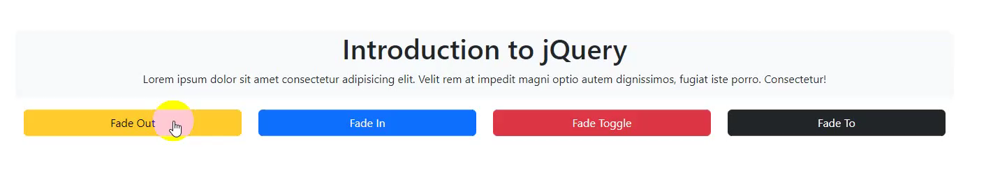 Introduction to jQuery
Lorem ipsum dolor sit amet consectetur adipisicing elit. Velit rem at impedit magni optio autem dignissimos, fugiat iste porro. Consectetur!
Fade Out
Fade In
Fade Toggle
Fade To